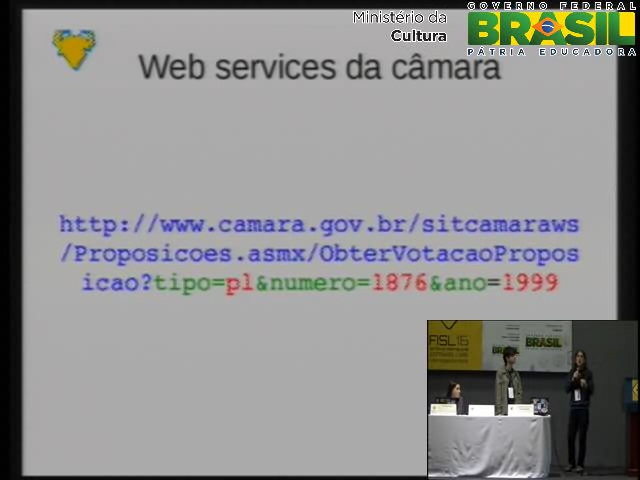 Ministério da
Cultura
GOVERNO FEDERAL
BRASIL
PÁTRIA EDUCADORA
Web services da câmara
http://www.camara.gov.br/sitcamaraws
/Proposicoes.asmx/ObterVotacaoPropos
icao?tipo=pl&numero=1876&ano=1999
FISL16
BRASIL
BRASIL